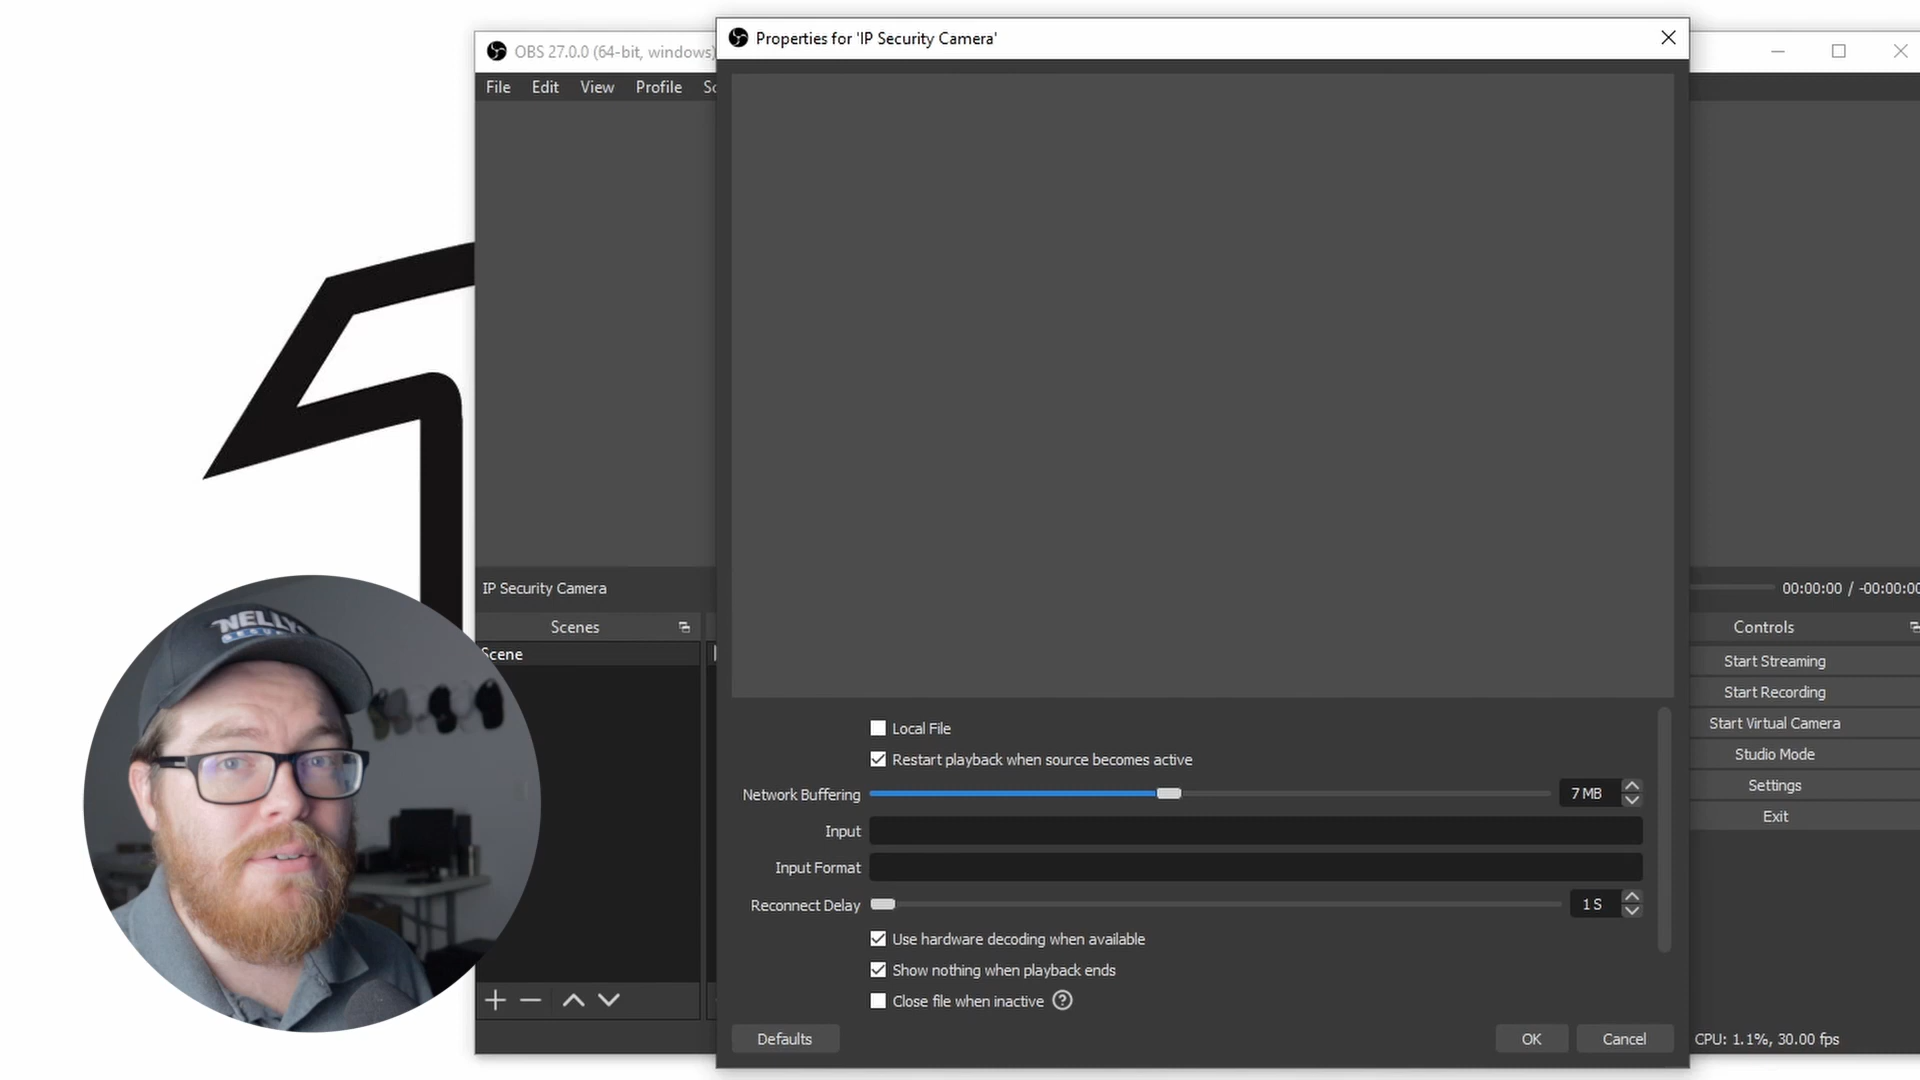 OBS 27.0.0 (64-bit, windows)
Properties for 'IP Security Camera'
File Edit View Profile Sc
IP Security Camera
00:00:00 / -00:00:00
Scenes
Controls
Scene
Start Streaming
Start Recording
Start Virtual Camera
Studio Mode
Settings
Exit
NELLY'S
Local File
Restart playback when source becomes active
Network Buffering 7 MB
Input
Input Format
Reconnect Delay 1 S
Use hardware decoding when available
Show nothing when playback ends
Close file when inactive ?
Defaults OK Cancel
CPU: 1.1%, 30.00 fps